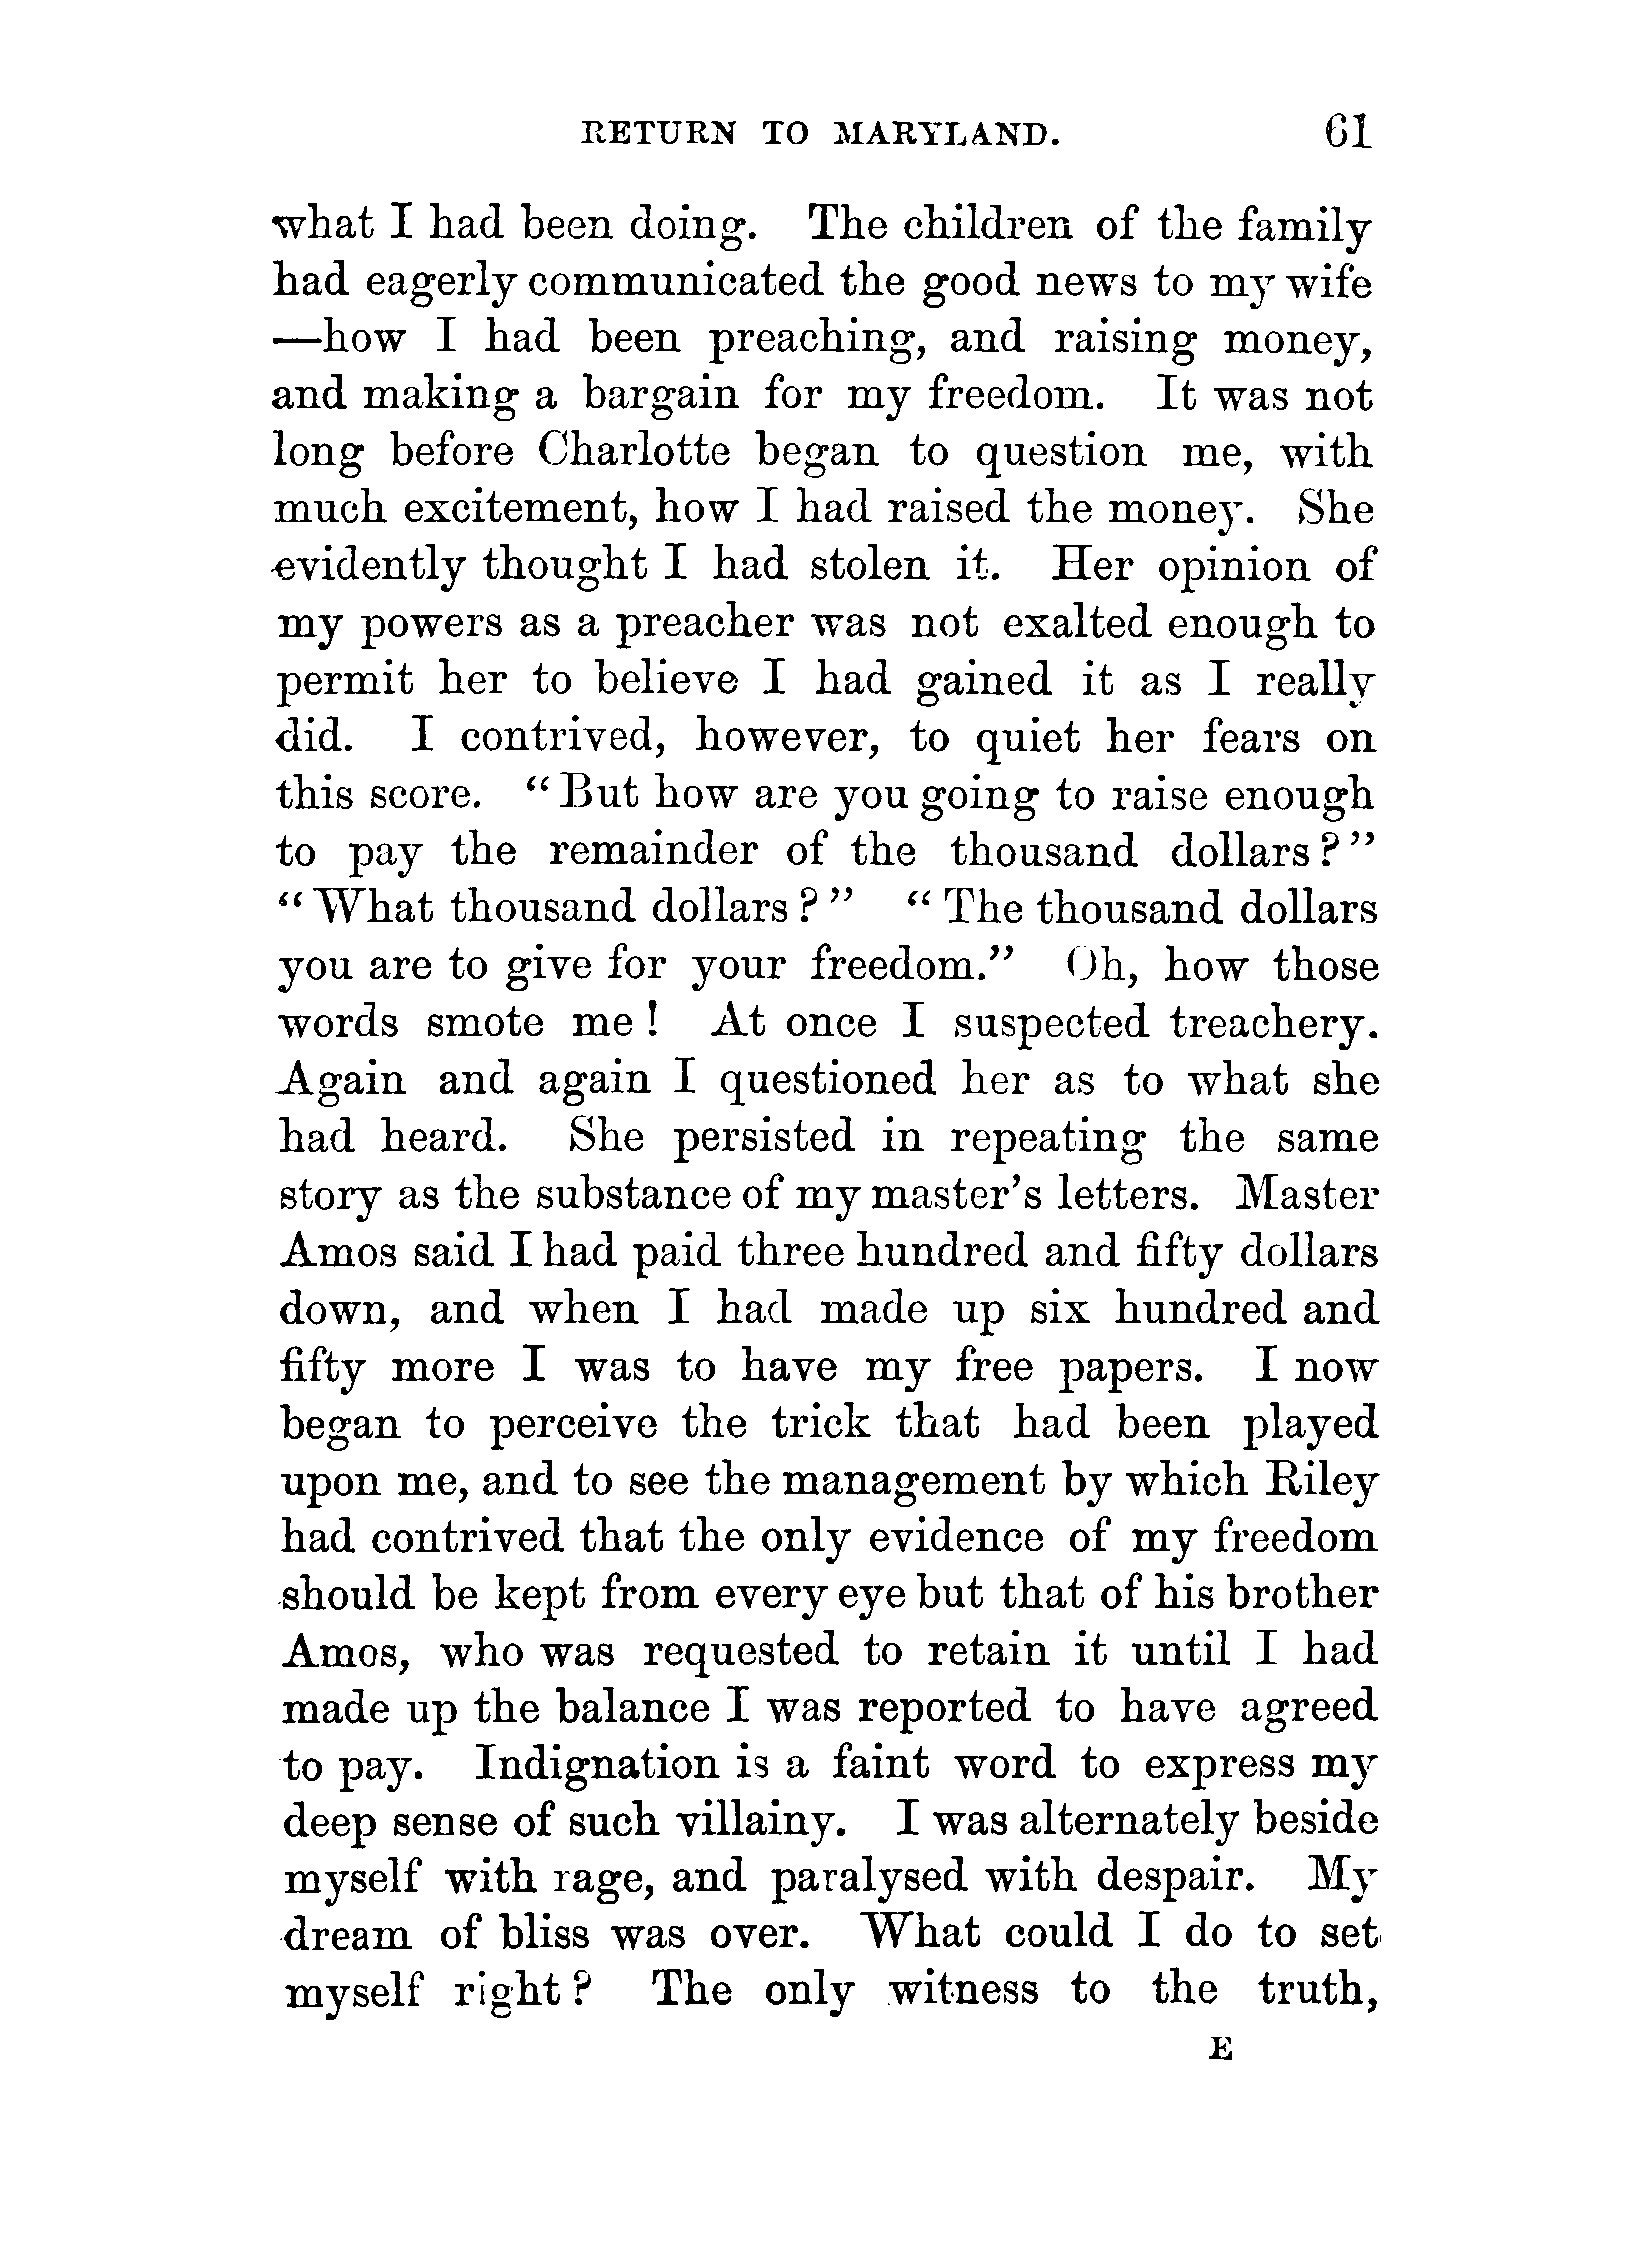 RETURN TO MARYLAND. 61
what I had been doing. The children of the family
had eagerly communicated the good news to my wife
—how I had been preaching, and raising money,
and making a bargain for my freedom. It was not
long before Charlotte began to question me, with
much excitement, how I had raised the money. She
evidently thought I had stolen it. Her opinion of
my powers as a preacher was not exalted enough to
permit her to believe I had gained it as I really
did. I contrived, however, to quiet her fears on
this score. “But how are you going to raise enough
to pay the remainder of the thousand dollars?”
“What thousand dollars?” “The thousand dollars
you are to give for your freedom.” Oh, how those
words smote me! At once I suspected treachery.
Again and again I questioned her as to what she
had heard. She persisted in repeating the same
story as the substance of my master’s letters. Master
Amos said I had paid three hundred and fifty dollars
down, and when I had made up six hundred and
fifty more I was to have my free papers. I now
began to perceive the trick that had been played
upon me, and to see the management by which Riley
had contrived that the only evidence of my freedom
should be kept from every eye but that of his brother
Amos, who was requested to retain it until I had
made up the balance I was reported to have agreed
to pay. Indignation is a faint word to express my
deep sense of such villainy. I was alternately beside
myself with rage, and paralysed with despair. My
dream of bliss was over. What could I do to set
myself right? The only witness to the truth,
E